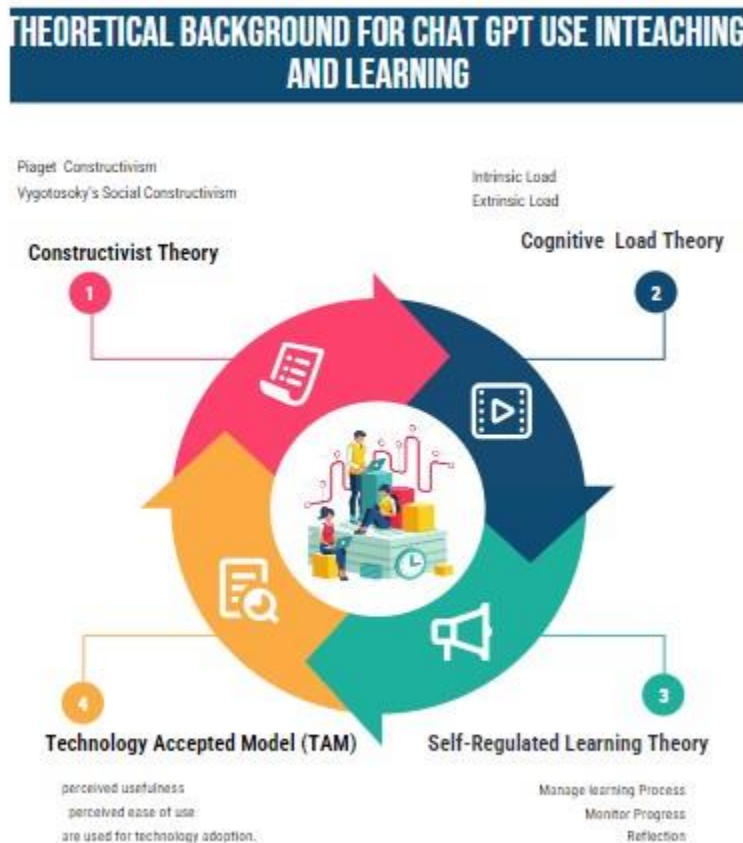 THEORETICAL BACKGROUND FOR CHAT GPT USE INTEACHING
AND LEARNING
Piaget Constructivism
Vygotosoky's Social Constructivism
Constructivist Theory
1
Intrinsic Load
Extrinsic Load
Cognitive Load Theory
2
4
Technology Accepted Model (TAM)
perceived usefulness
perceived ease of use
are used for technology adoption.
3
Self-Regulated Learning Theory
Manage learning Process
Monitor Progress
Reflection